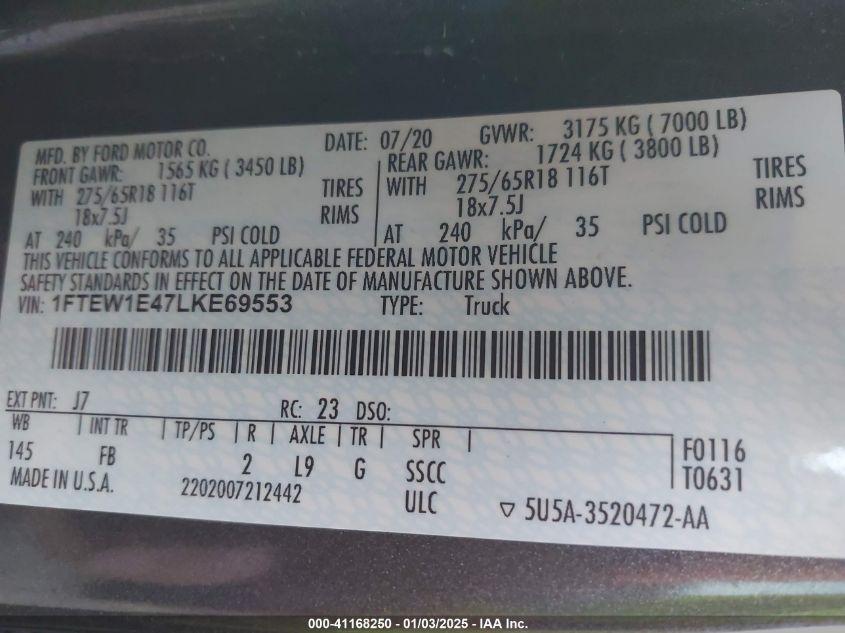 MFD. BY FORD MOTOR CO. DATE: 07/20 GVWR: 3175 KG ( 7000 LB)
FRONT GAWR: 1565 KG ( 3450 LB) REAR GAWR: 1724 KG ( 3800 LB)
WITH 275/65R18 116T TIRES WITH 275/65R18 116T TIRES
18x7.5J RIMS 18x7.5J RIMS
AT 240 kPa/ 35 PSI COLD AT 240 kPa/ 35 PSI COLD
THIS VEHICLE CONFORMS TO ALL APPLICABLE FEDERAL MOTOR VEHICLE
SAFETY STANDARDS IN EFFECT ON THE DATE OF MANUFACTURE SHOWN ABOVE.
VIN: 1FTEW1E47LKE69553 TYPE: Truck
EXT PNT: J7 RC: 23 DSO:
WB INT TR TP/PS R AXLE TR SPR F0116
145 FB 2 L9 G SSCC T0631
MADE IN U.S.A. 2202007212442 ULC ▽ 5U5A-3520472-AA
000-41168250 - 01/03/2025 - IAA Inc.